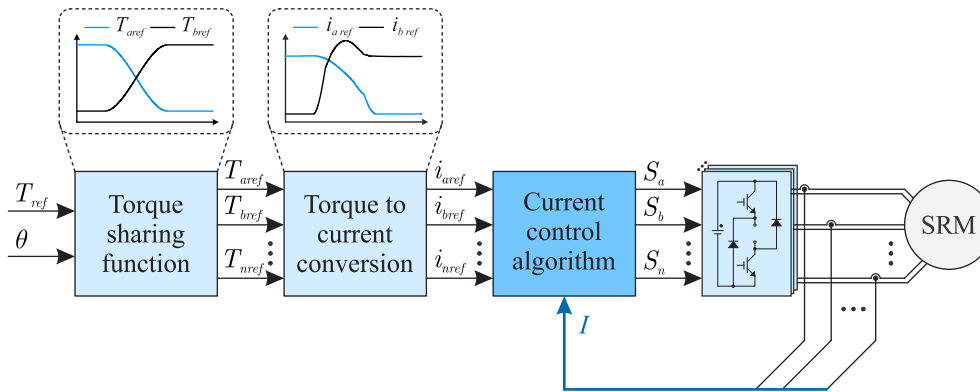 T_aref T_bref
i_a ref i_b ref
T_ref
θ
Torque
sharing
function
T_aref
T_bref
T_nref
Torque to
current
conversion
i_aref
i_bref
i_nref
Current
control
algorithm
S_a
S_b
S_n
SRM
I